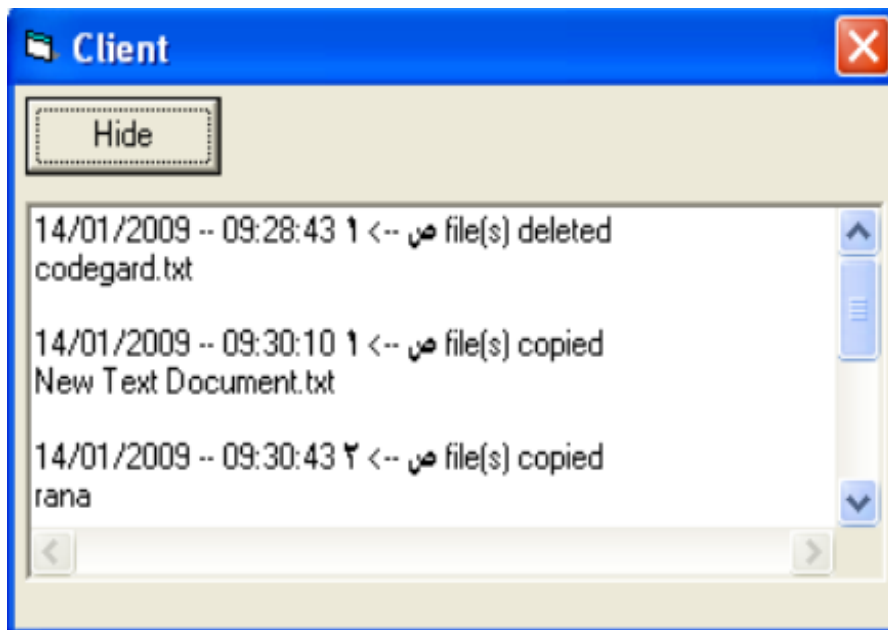 Client
Hide
14/01/2009 -- 09:28:43 ص --> ١ file(s) deleted
codegard.txt
14/01/2009 -- 09:30:10 ص --> ١ file(s) copied
New Text Document.txt
14/01/2009 -- 09:30:43 ص --> ٢ file(s) copied
rana